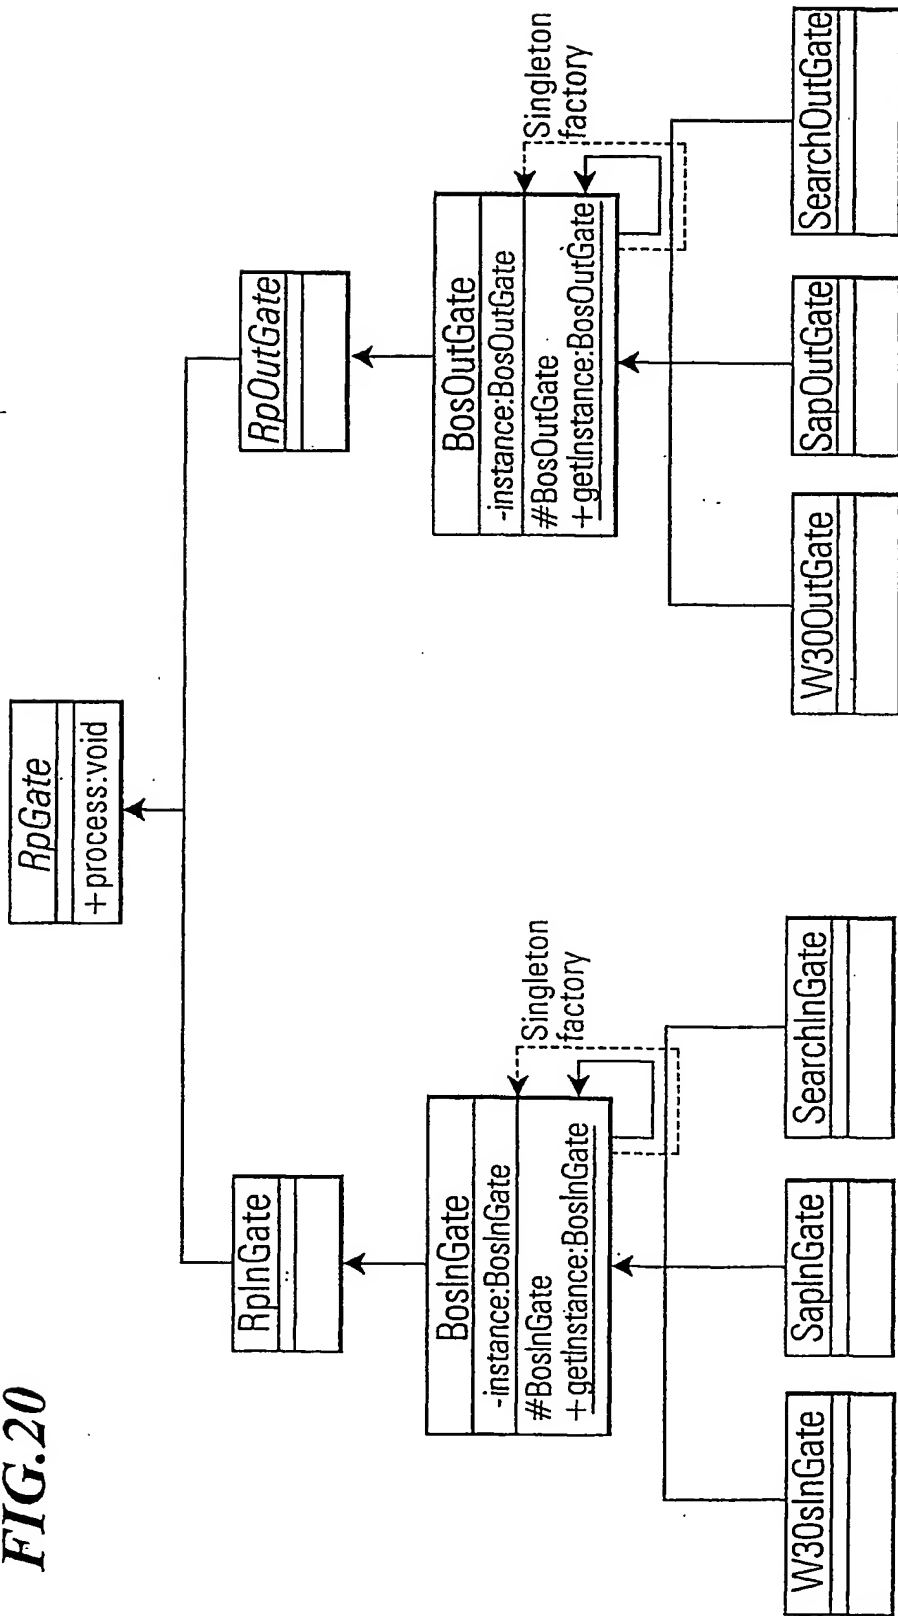 FIG.20
RpGate
+process:void
RpInGate
RpOutGate
BosInGate
-instance:BosInGate
#BosInGate
+getInstance:BosInGate
Singleton
factory
BosOutGate
-instance:BosOutGate
#BosOutGate
+getInstance:BosOutGate
Singleton
factory
W30sInGate
SapInGate
SearchInGate
W30OutGate
SapOutGate
SearchOutGate